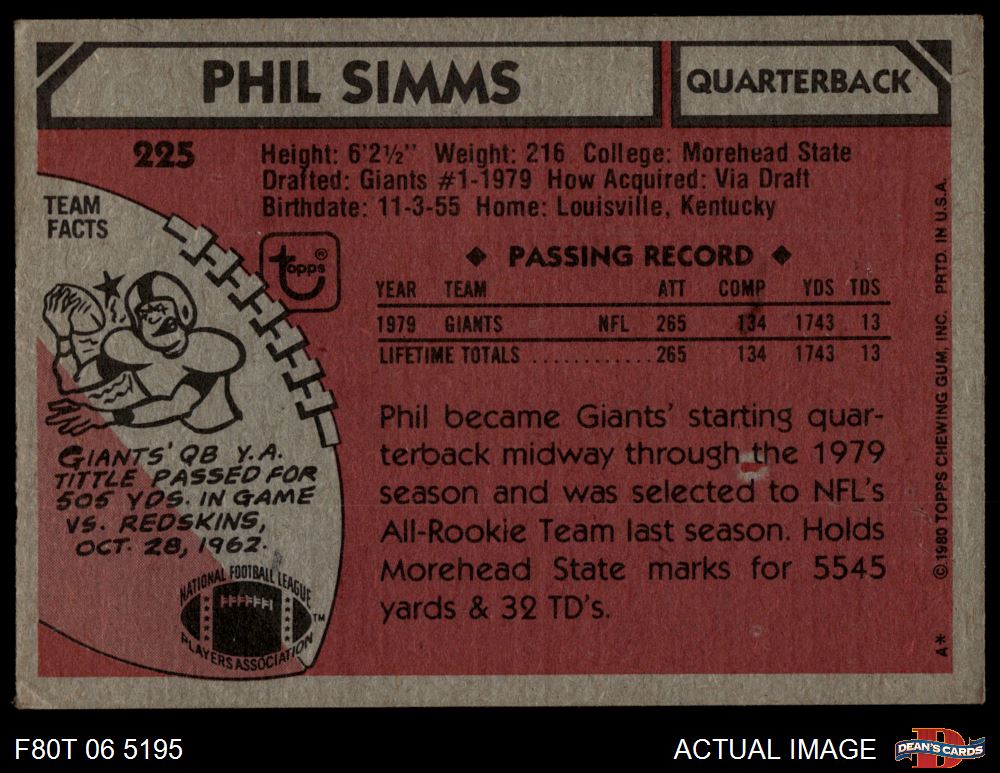 PHIL SIMMS
QUARTERBACK
225
Height: 6'2½" Weight: 216 College: Morehead State
Drafted: Giants #1-1979 How Acquired: Via Draft
Birthdate: 11-3-55 Home: Louisville, Kentucky
TEAM
FACTS
topps®
◆ PASSING RECORD ◆
YEAR TEAM ATT COMP YDS TDS
1979 GIANTS NFL 265 134 1743 13
LIFETIME TOTALS ............ 265 134 1743 13
GIANTS' QB Y.A.
TITTLE PASSED FOR
505 YDS. IN GAME
VS. REDSKINS,
OCT. 28, 1962.
NATIONAL FOOTBALL LEAGUE
PLAYERS ASSOCIATION
TM
Phil became Giants' starting quar-
terback midway through the 1979
season and was selected to NFL's
All-Rookie Team last season. Holds
Morehead State marks for 5545
yards & 32 TD's.
© 1980 TOPPS CHEWING GUM, INC. PRTD. IN U.S.A.
A*
F80T 06 5195
ACTUAL IMAGE
D
DEAN'S CARDS